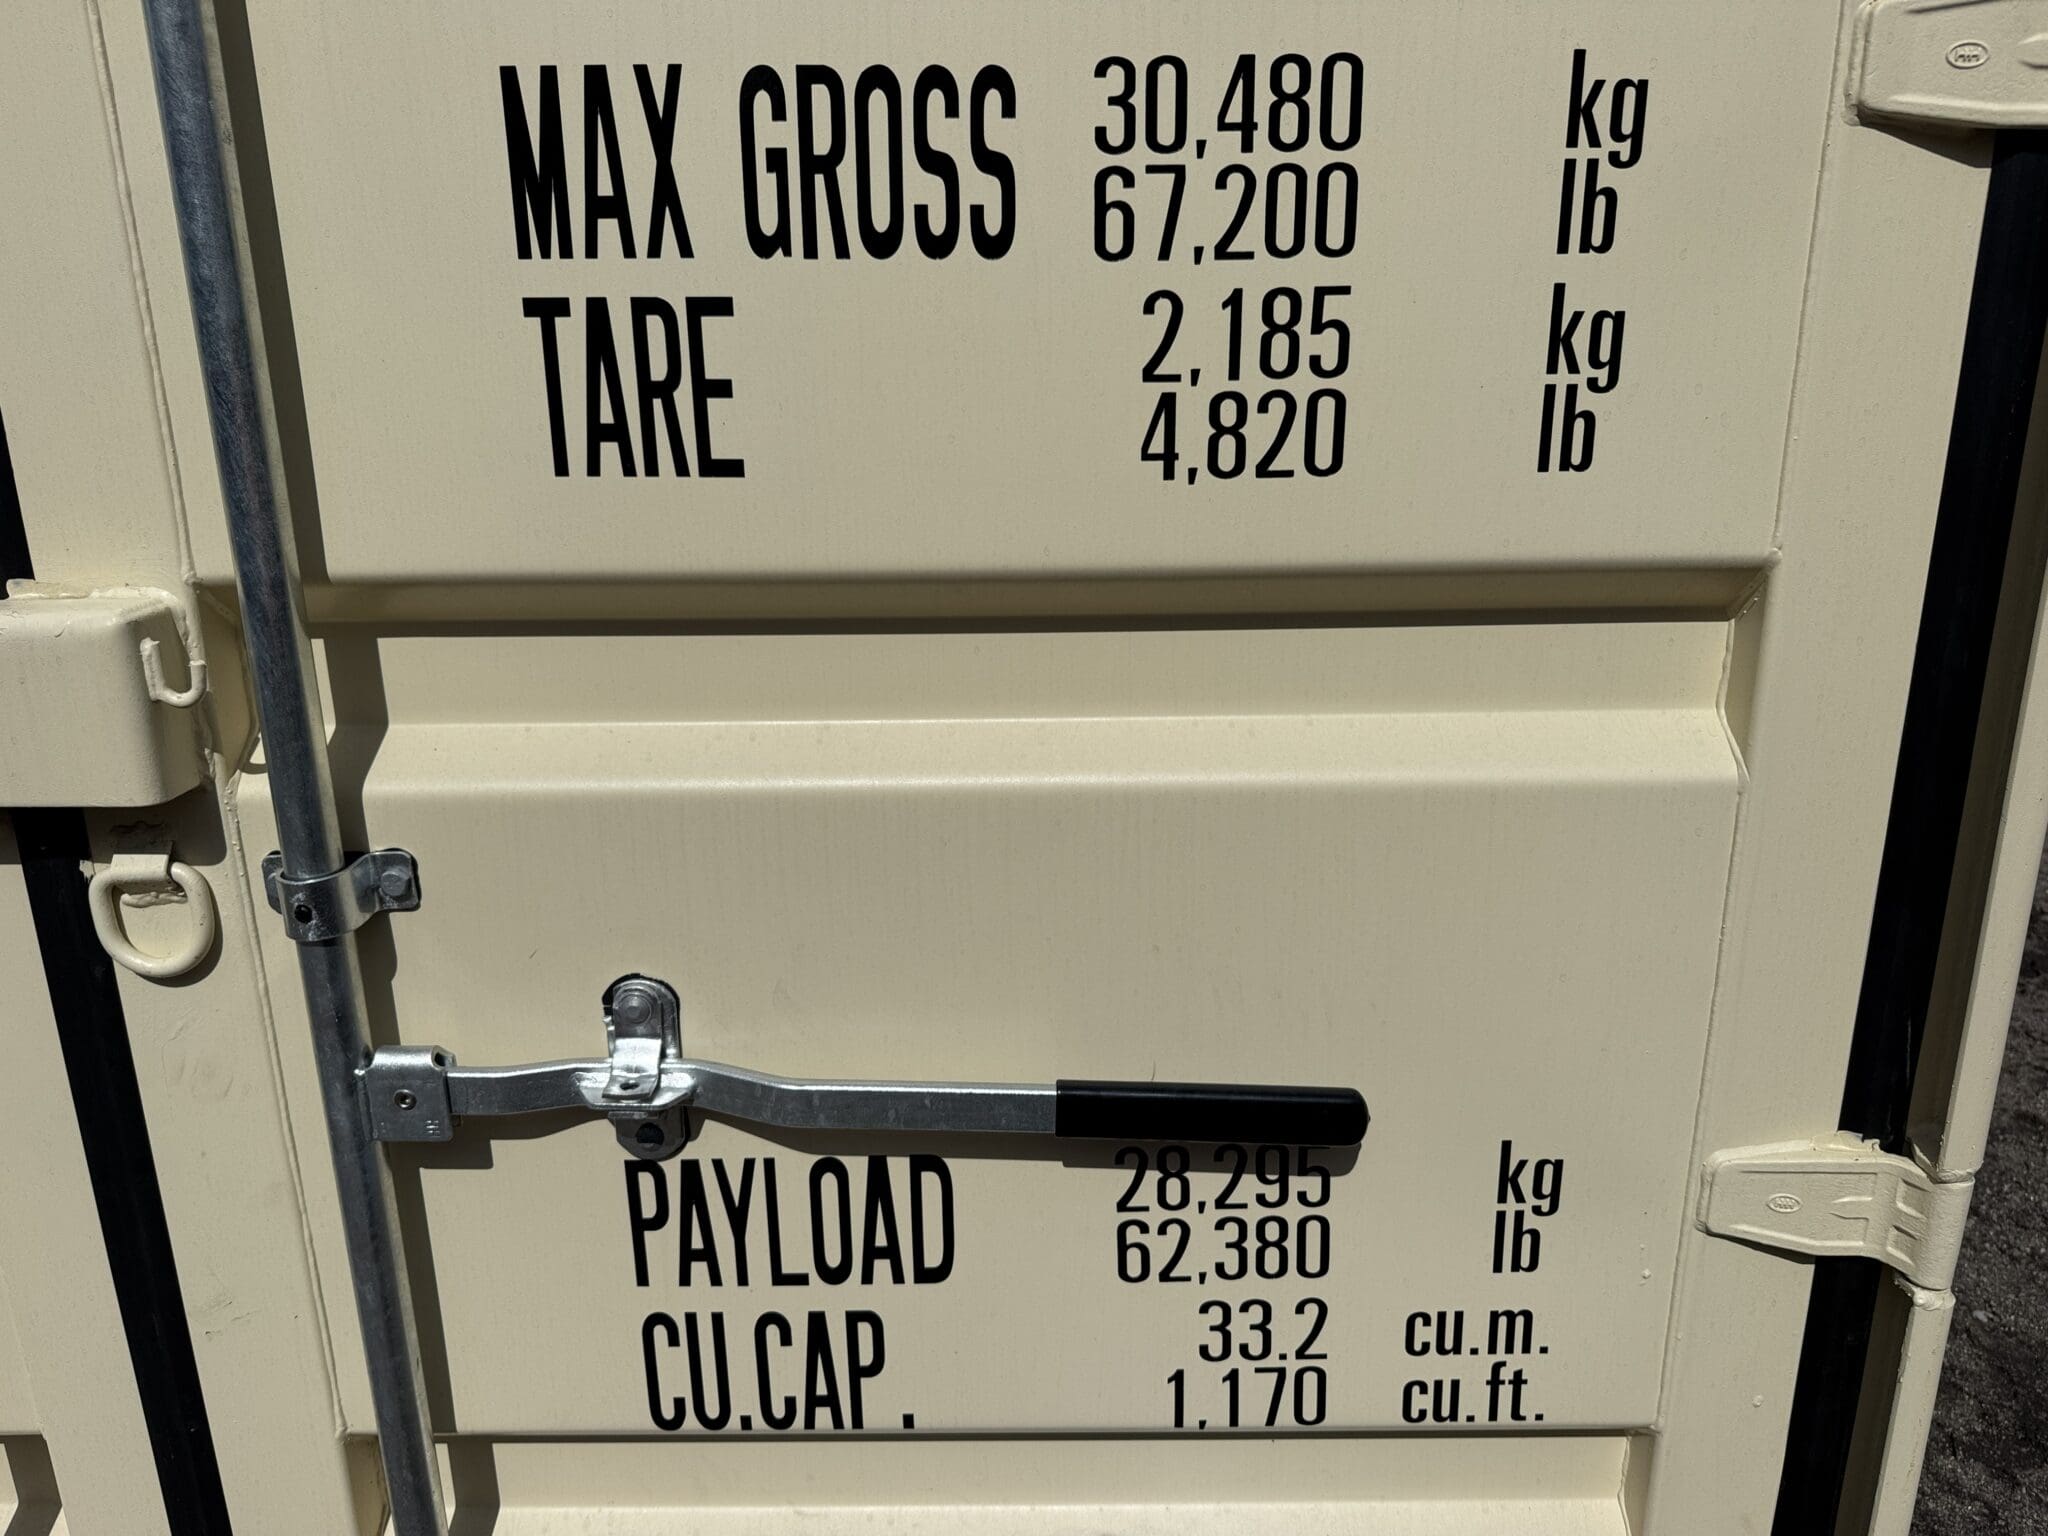 MAX GROSS 30,480 kg
67,200 lb
TARE 2,185 kg
4,820 lb
PAYLOAD 28,295 kg
62,380 lb
CU.CAP. 33.2 cu.m.
1,170 cu.ft.